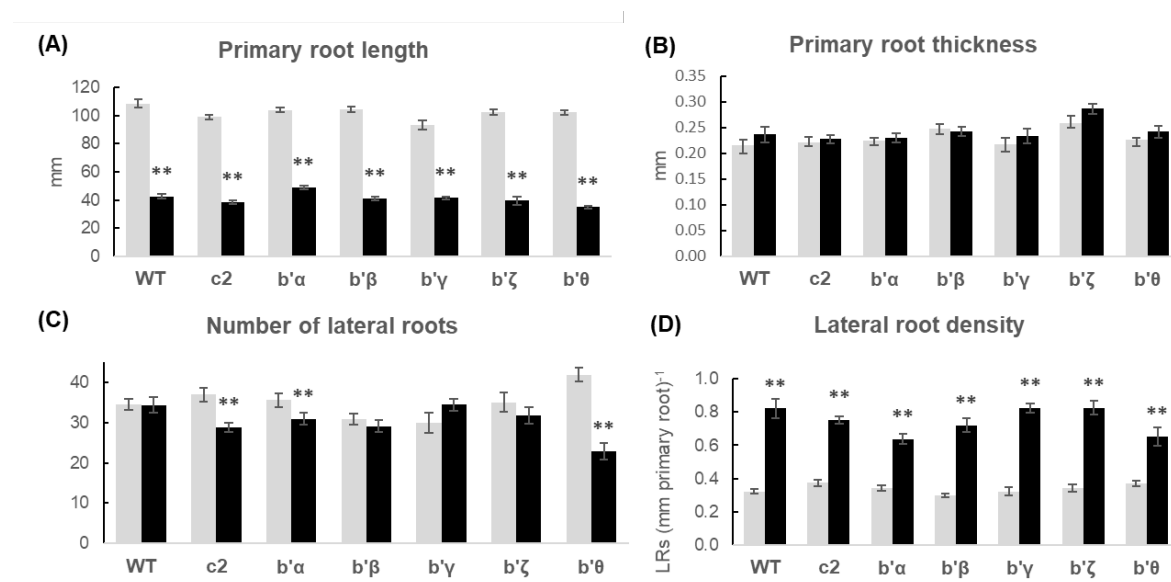 (A)
Primary root length
120
100
80
60
40
20
0
mm
** ** ** ** ** ** **
WT c2 b'α b'β b'γ b'ζ b'θ
(B)
Primary root thickness
0.35
0.30
0.25
0.20
0.15
0.10
0.05
0.00
mm
WT c2 b'α b'β b'γ b'ζ b'θ
(C)
Number of lateral roots
40
30
20
10
0
** ** **
WT c2 b'α b'β b'γ b'ζ b'θ
(D)
Lateral root density
1.0
0.8
0.6
0.4
0.2
0.0
LRs (mm primary root)⁻¹
** ** ** ** ** ** **
WT c2 b'α b'β b'γ b'ζ b'θ